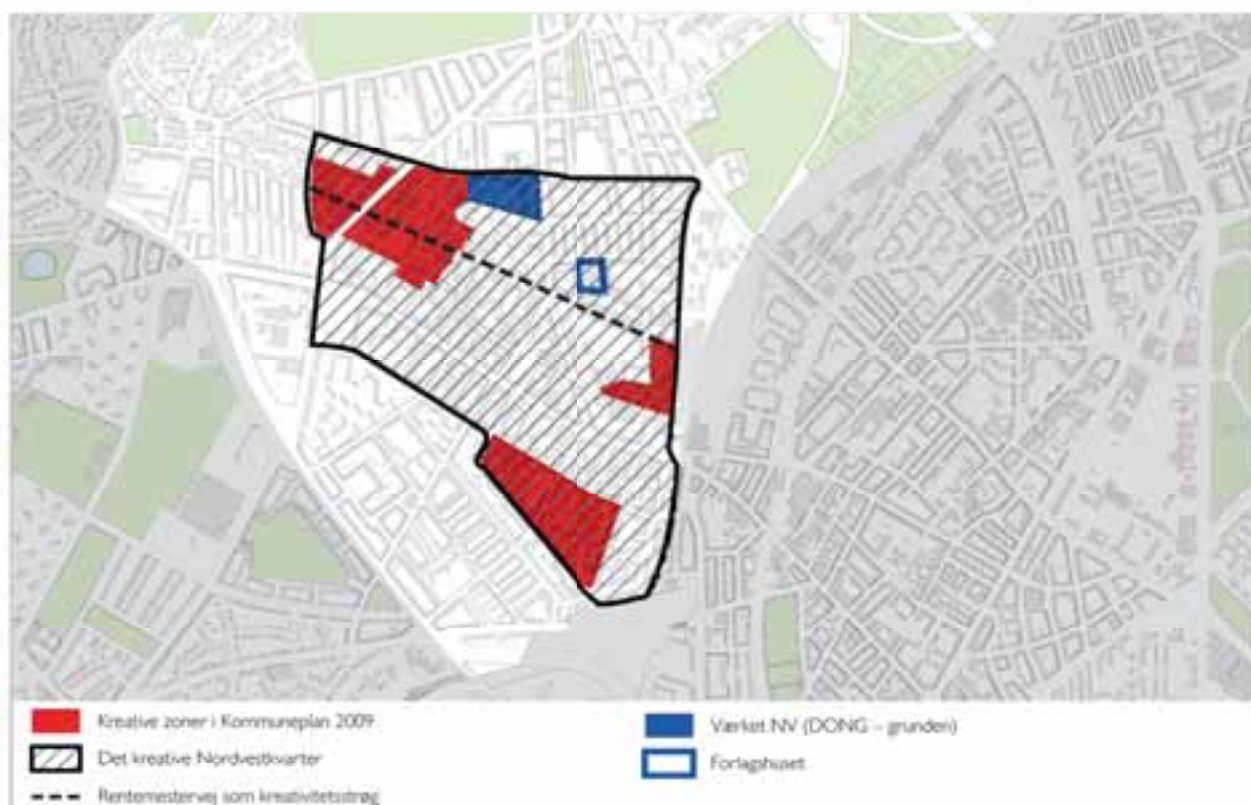 Kreative zoner i Kommuneplan 2009
Det kreative Nordvestkvarter
Rentemestervej som kreativitetsstrøg
Værket NV (DONG – grunden)
Forlagshuset